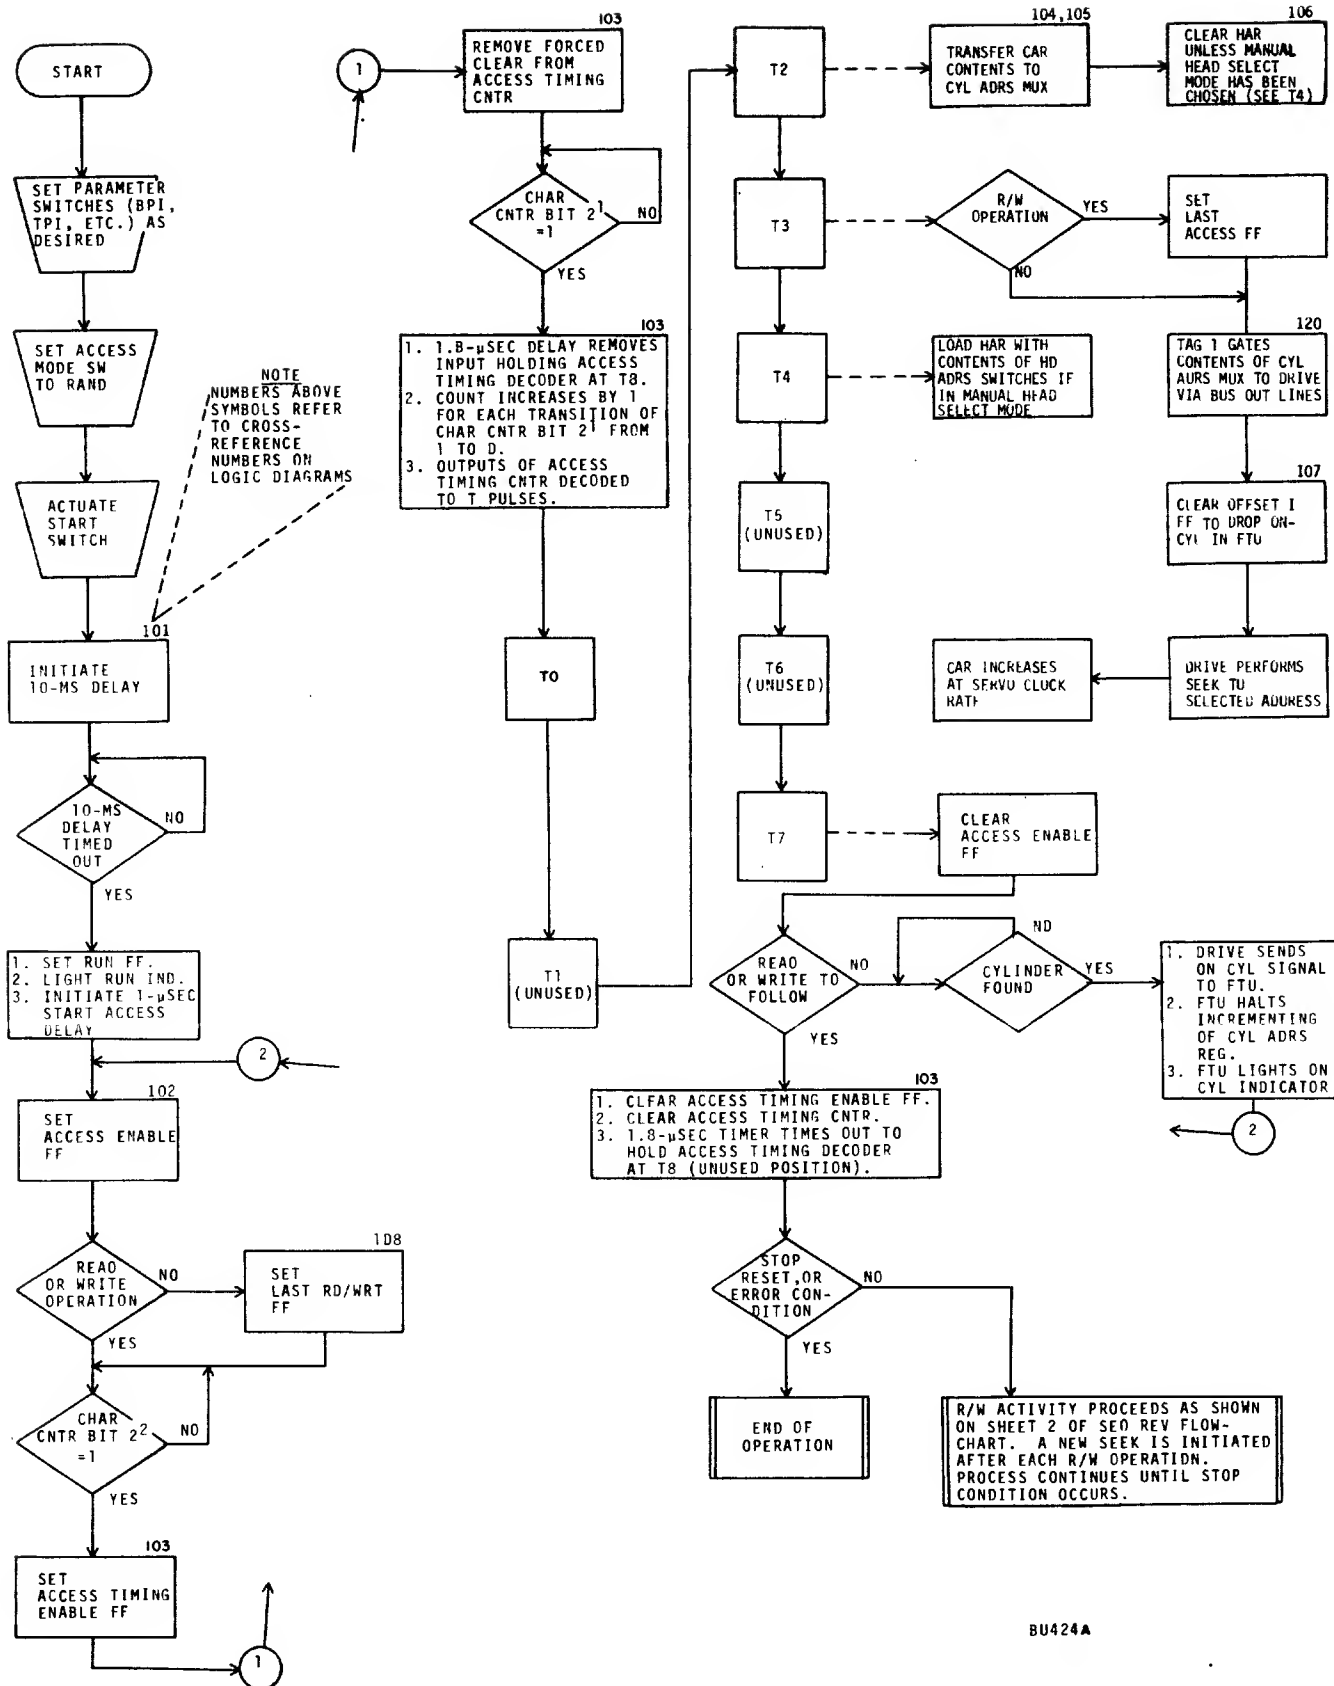 START
SET PARAMETER
SWITCHES (BPI,
TPI, ETC.) AS
DESIRED
SET ACCESS
MODE SW
TO RAND
ACTUATE
START
SWITCH
NOTE
NUMBERS ABOVE
SYMBOLS REFER
TO CROSS-
REFERENCE
NUMBERS ON
LOGIC DIAGRAMS
101
INITIATE
10-MS DELAY
10-MS
DELAY
TIMED
OUT
NO
YES
1. SET RUN FF.
2. LIGHT RUN IND.
3. INITIATE 1-μSEC
START ACCESS
DELAY
2
102
SET
ACCESS ENABLE
FF
READ
OR WRITE
OPERATION
NO
YES
108
SET
LAST RD/WRT
FF
CHAR
CNTR BIT 2²
=1
NO
YES
103
SET
ACCESS TIMING
ENABLE FF
1
1
103
REMOVE FORCED
CLEAR FROM
ACCESS TIMING
CNTR
CHAR
CNTR BIT 2¹
=1
NO
YES
103
1. 1.8-μSEC DELAY REMOVES
INPUT HOLDING ACCESS
TIMING DECODER AT T8.
2. COUNT INCREASES BY 1
FOR EACH TRANSITION OF
CHAR CNTR BIT 2¹ FROM
1 TO 0.
3. OUTPUTS OF ACCESS
TIMING CNTR DECODED
TO T PULSES.
T0
T1
(UNUSED)
T2
104,105
TRANSFER CAR
CONTENTS TO
CYL ADRS MUX
106
CLEAR HAR
UNLESS MANUAL
HEAD SELECT
MODE HAS BEEN
CHOSEN (SEE T4)
T3
R/W
OPERATION
YES
NO
SET
LAST
ACCESS FF
T4
LOAD HAR WITH
CONTENTS OF HD
ADRS SWITCHES IF
IN MANUAL HEAD
SELECT MODE
120
TAG 1 GATES
CONTENTS OF CYL
AURS MUX TO DRIVE
VIA BUS OUT LINES
T5
(UNUSED)
107
CLEAR OFFSET I
FF TO DROP ON-
CYL IN FTU
T6
(UNUSED)
CAR INCREASES
AT SERVO CLOCK
RATE
DRIVE PERFORMS
SEEK TO
SELECTED ADDRESS
T7
CLEAR
ACCESS ENABLE
FF
READ
OR WRITE TO
FOLLOW
NO
YES
CYLINDER
FOUND
NO
YES
1. DRIVE SENDS
ON CYL SIGNAL
TO FTU.
2. FTU HALTS
INCREMENTING
OF CYL ADRS
REG.
3. FTU LIGHTS ON
CYL INDICATOR
2
103
1. CLEAR ACCESS TIMING ENABLE FF.
2. CLEAR ACCESS TIMING CNTR.
3. 1.8-μSEC TIMER TIMES OUT TO
HOLD ACCESS TIMING DECODER
AT T8 (UNUSED POSITION).
STOP
RESET, OR
ERROR CON-
DITION
NO
YES
END OF
OPERATION
R/W ACTIVITY PROCEEDS AS SHOWN
ON SHEET 2 OF SEQ REV FLOW-
CHART. A NEW SEEK IS INITIATED
AFTER EACH R/W OPERATION.
PROCESS CONTINUES UNTIL STOP
CONDITION OCCURS.
BU424A